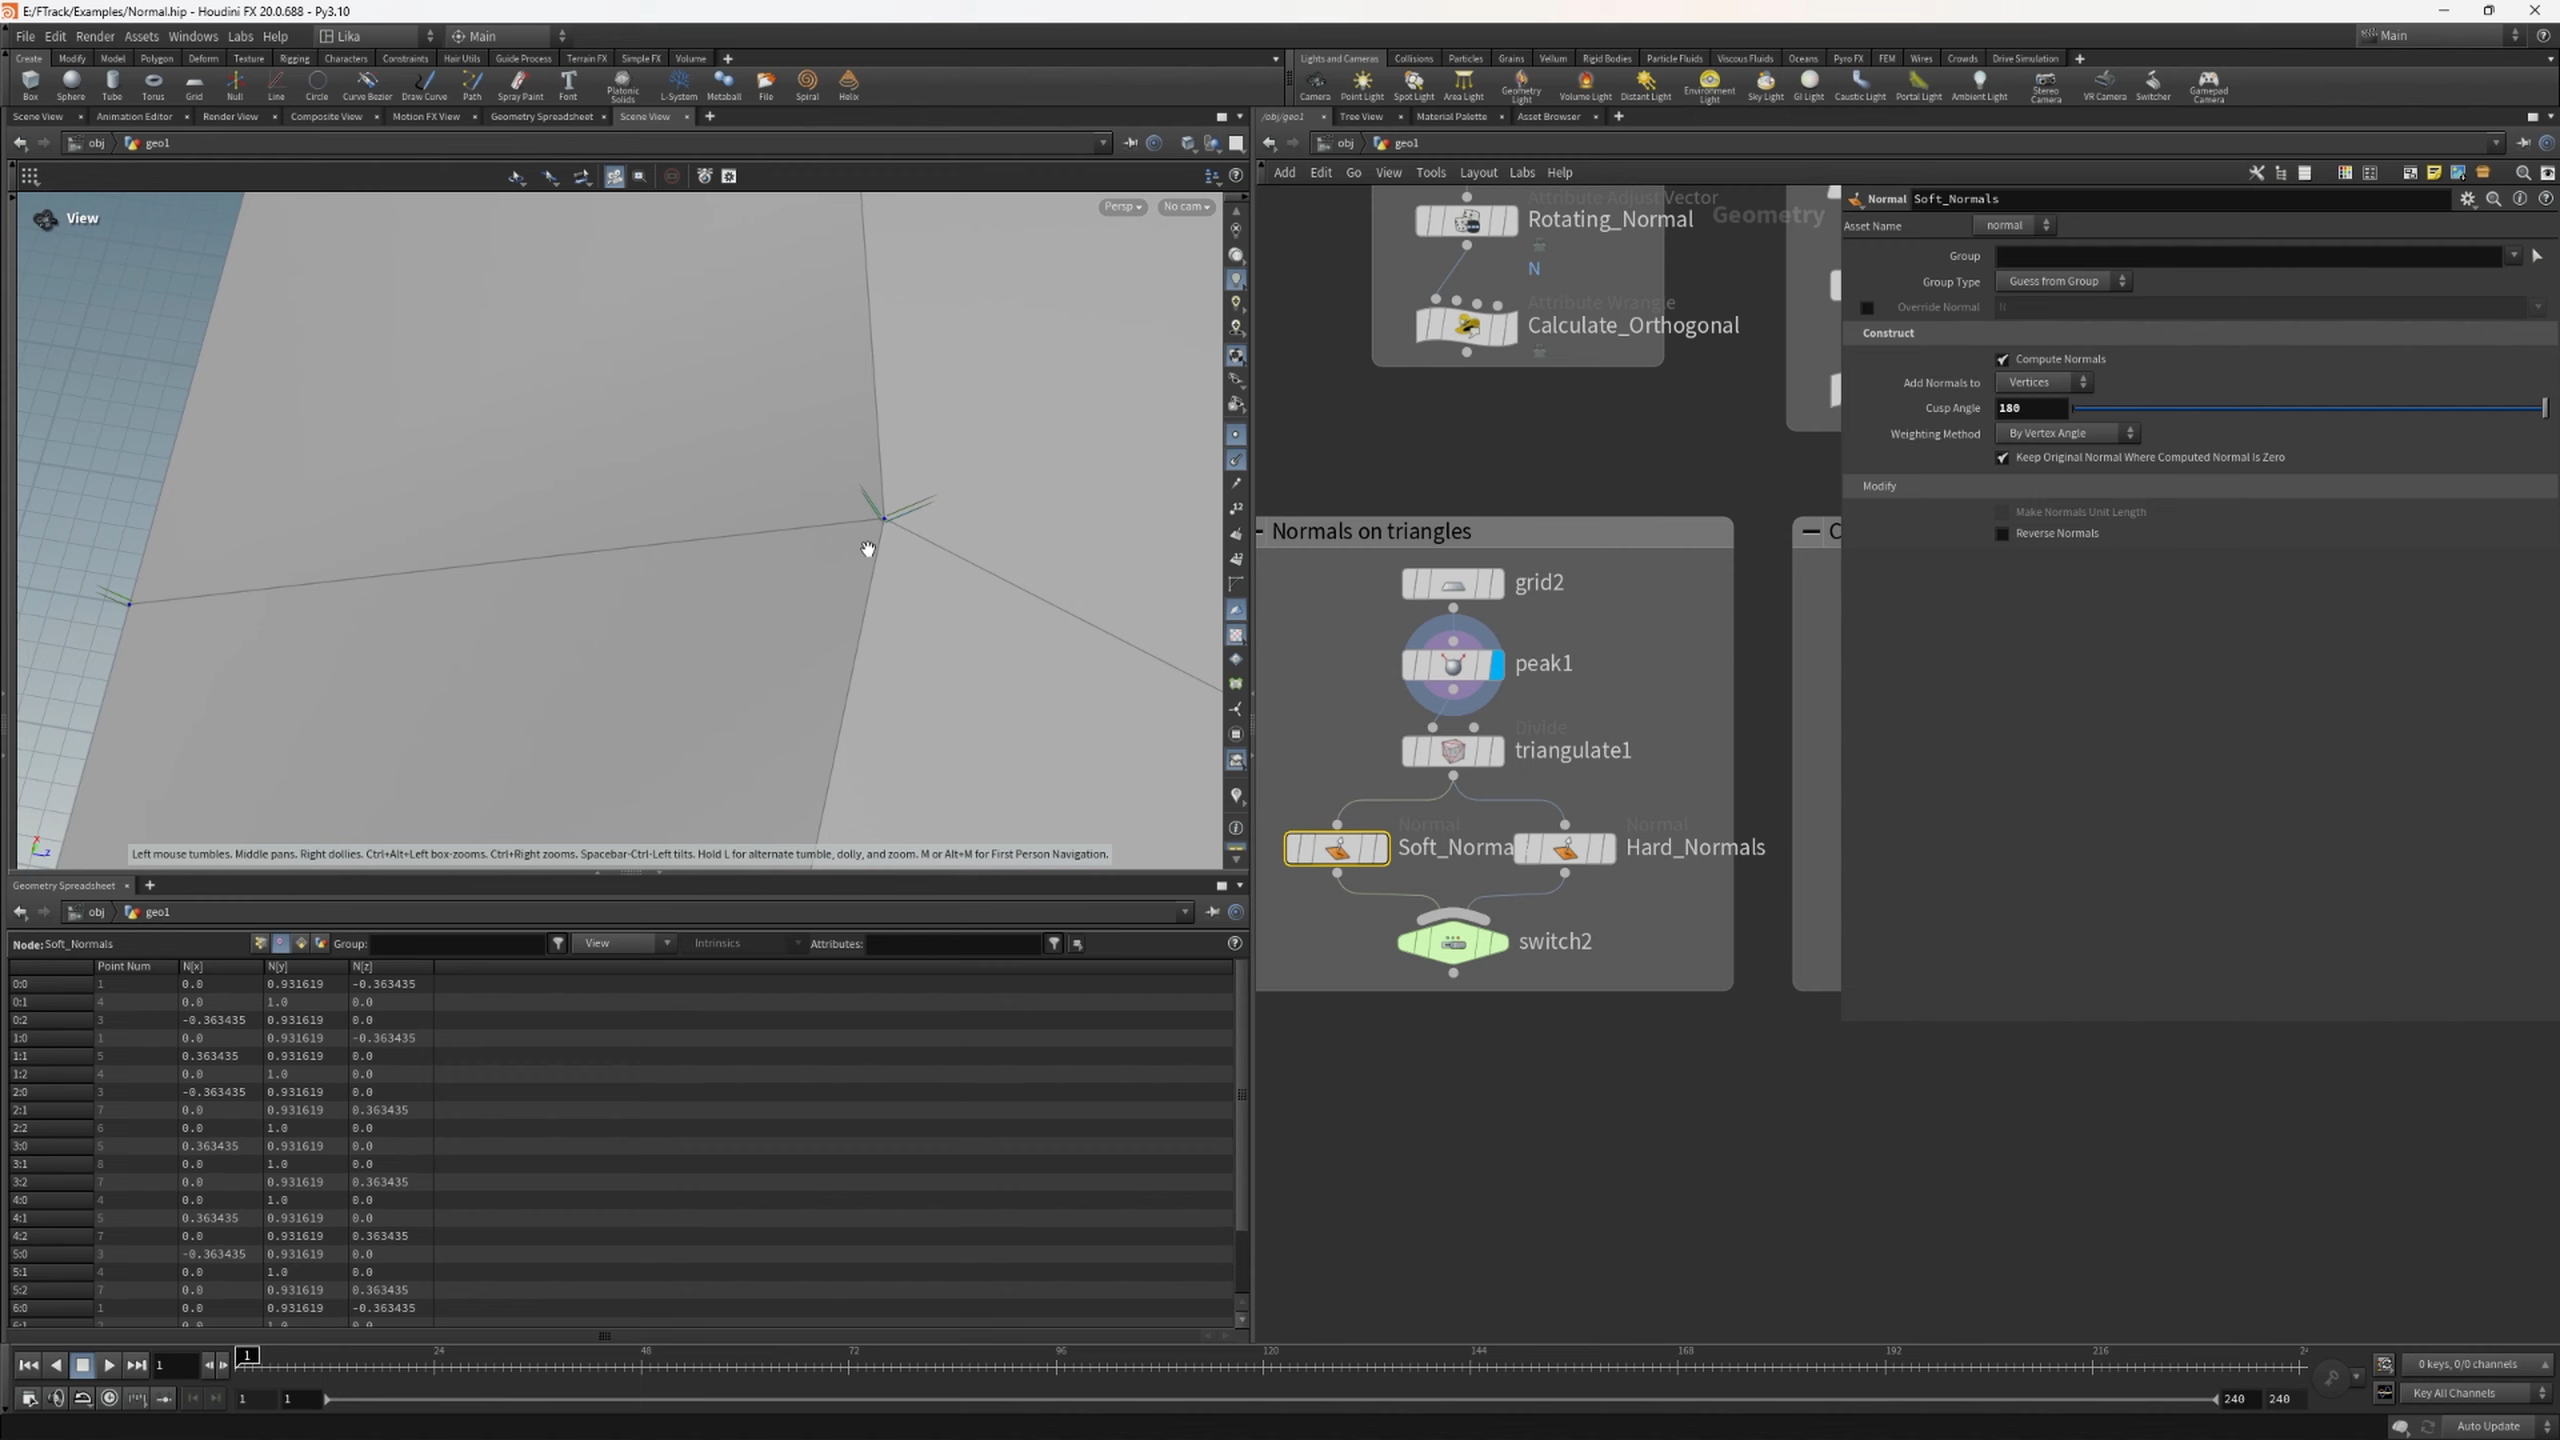 E:/FTrack/Examples/Normal.hip - Houdini FX 20.0.688 - Py3.10
File Edit Render Assets Windows Labs Help Lika Main Main
Create Modify Model Polygon Deform Texture Rigging Characters Constraints Hair Utils Guide Process Terrain FX Simple FX Volume
Lights and Cameras Collisions Particles Grains Vellum Rigid Bodies Particle Fluids Viscous Fluids Oceans Pyro FX FEM Wires Crowds Drive Simulation
Box Sphere Tube Torus Grid Null Line Circle Curve Bezier Draw Curve Path Spray Paint Font Platonic Solids L-System Metaball File Spiral Helix
Camera Point Light Spot Light Area Light Geometry Light Volume Light Distant Light Environment Light Sky Light GI Light Caustic Light Portal Light Ambient Light Stereo Camera VR Camera Switcher Gamepad Camera
Scene View Animation Editor Render View Composite View Motion FX View Geometry Spreadsheet Scene View
/obj/geo1 Tree View Material Palette Asset Browser
obj geo1
obj geo1
Add Edit Go View Tools Layout Labs Help
View
Persp No cam
Attribute Adjust Vector
Rotating_Normal
Geometry
N
Attribute Wrangle
Calculate_Orthogonal
Normals on triangles
C
grid2
peak1
Divide
triangulate1
Normal
Soft_Norma
Normal
Hard_Normals
switch2
Normal Soft_Normals
Asset Name normal
Group
Group Type Guess from Group
Override Normal N
Construct
Compute Normals
Add Normals to Vertices
Cusp Angle 180
Weighting Method By Vertex Angle
Keep Original Normal Where Computed Normal Is Zero
Modify
Make Normals Unit Length
Reverse Normals
Left mouse tumbles. Middle pans. Right dollies. Ctrl+Alt+Left box-zooms. Ctrl+Right zooms. Spacebar-Ctrl-Left tilts. Hold L for alternate tumble, dolly, and zoom. M or Alt+M for First Person Navigation.
Geometry Spreadsheet
obj geo1
Node: Soft_Normals Group: View Intrinsics Attributes:
Point Num N[x] N[y] N[z]
0:0 1 0.0 0.931619 -0.363435
0:1 4 0.0 1.0 0.0
0:2 3 -0.363435 0.931619 0.0
1:0 1 0.0 0.931619 -0.363435
1:1 5 0.363435 0.931619 0.0
1:2 4 0.0 1.0 0.0
2:0 3 -0.363435 0.931619 0.0
2:1 7 0.0 0.931619 0.363435
2:2 6 0.0 1.0 0.0
3:0 5 0.363435 0.931619 0.0
3:1 8 0.0 1.0 0.0
3:2 7 0.0 0.931619 0.363435
4:0 4 0.0 1.0 0.0
4:1 5 0.363435 0.931619 0.0
4:2 7 0.0 0.931619 0.363435
5:0 3 -0.363435 0.931619 0.0
5:1 4 0.0 1.0 0.0
5:2 7 0.0 0.931619 0.363435
6:0 1 0.0 0.931619 -0.363435
1 1 24 48 72 96 120 144 168 192 216
0 keys, 0/0 channels
1 1 240 240
Key All Channels
Auto Update